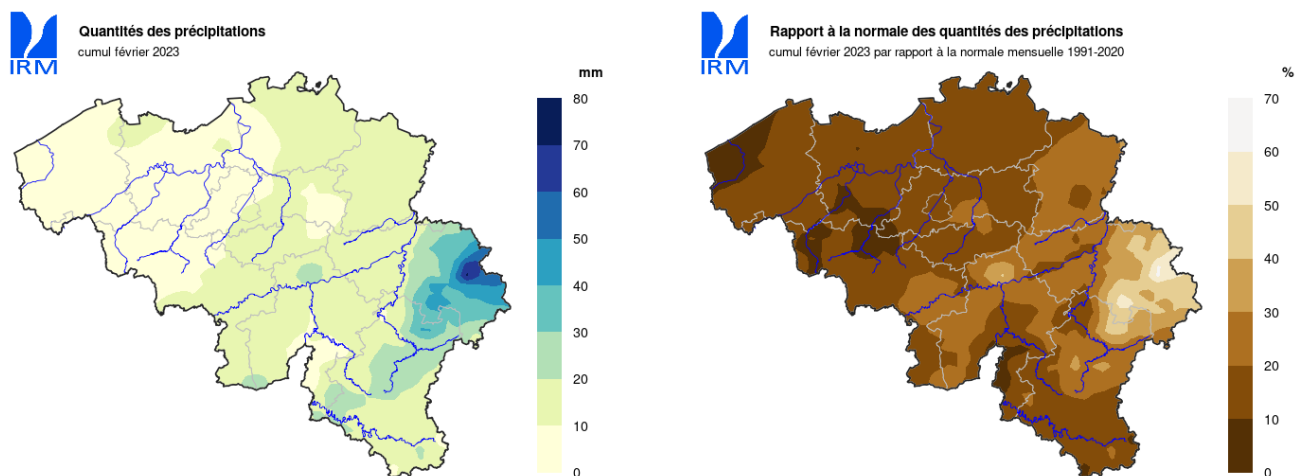 Quantités des précipitations
cumul février 2023
IRM
mm
80
70
60
50
40
30
20
10
0
Rapport à la normale des quantités des précipitations
cumul février 2023 par rapport à la normale mensuelle 1991-2020
IRM
%
70
60
50
40
30
20
10
0